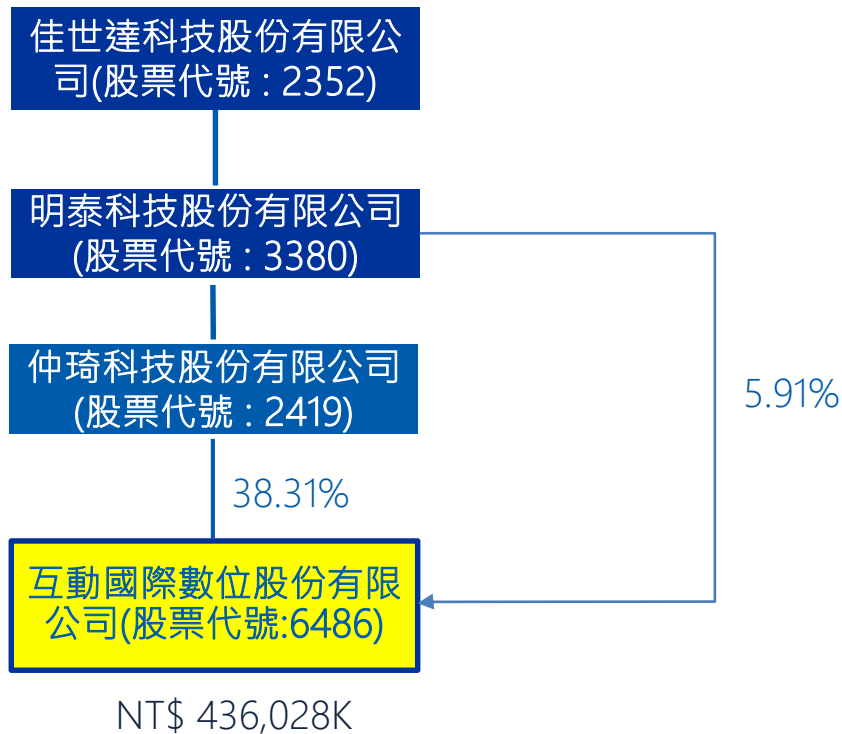 佳世達科技股份有限公
司(股票代號 : 2352)
明泰科技股份有限公司
(股票代號 : 3380)
仲琦科技股份有限公司
(股票代號 : 2419)
5.91%
38.31%
互動國際數位股份有限
公司(股票代號:6486)
NT$ 436,028K